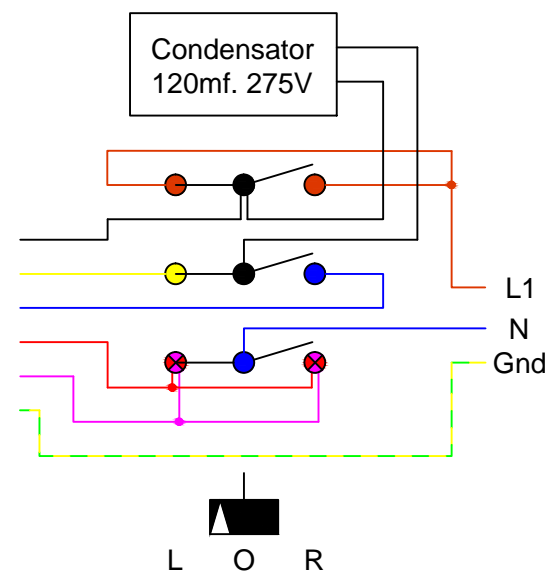 Condensator
120mf. 275V
L1
N
Gnd
L O R